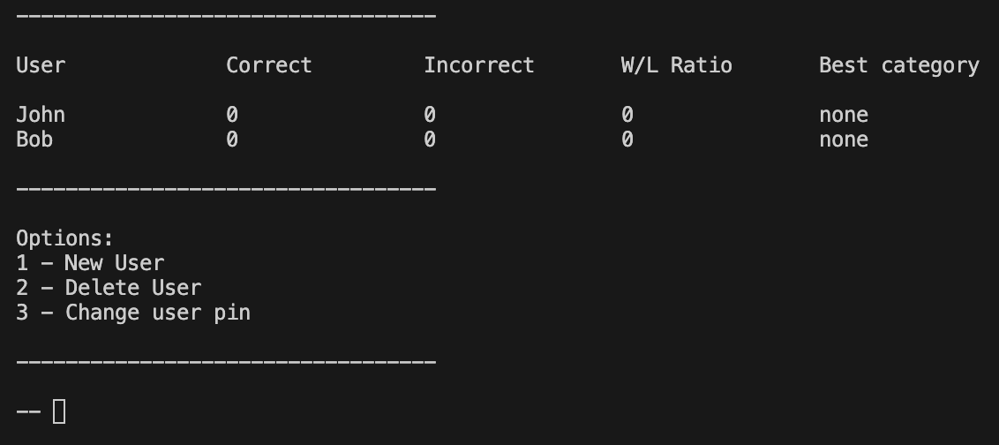 ----------------------------------
User             Correct         Incorrect       W/L Ratio       Best category
John             0               0               0               none
Bob              0               0               0               none
----------------------------------
Options:
1 - New User
2 - Delete User
3 - Change user pin
----------------------------------
--